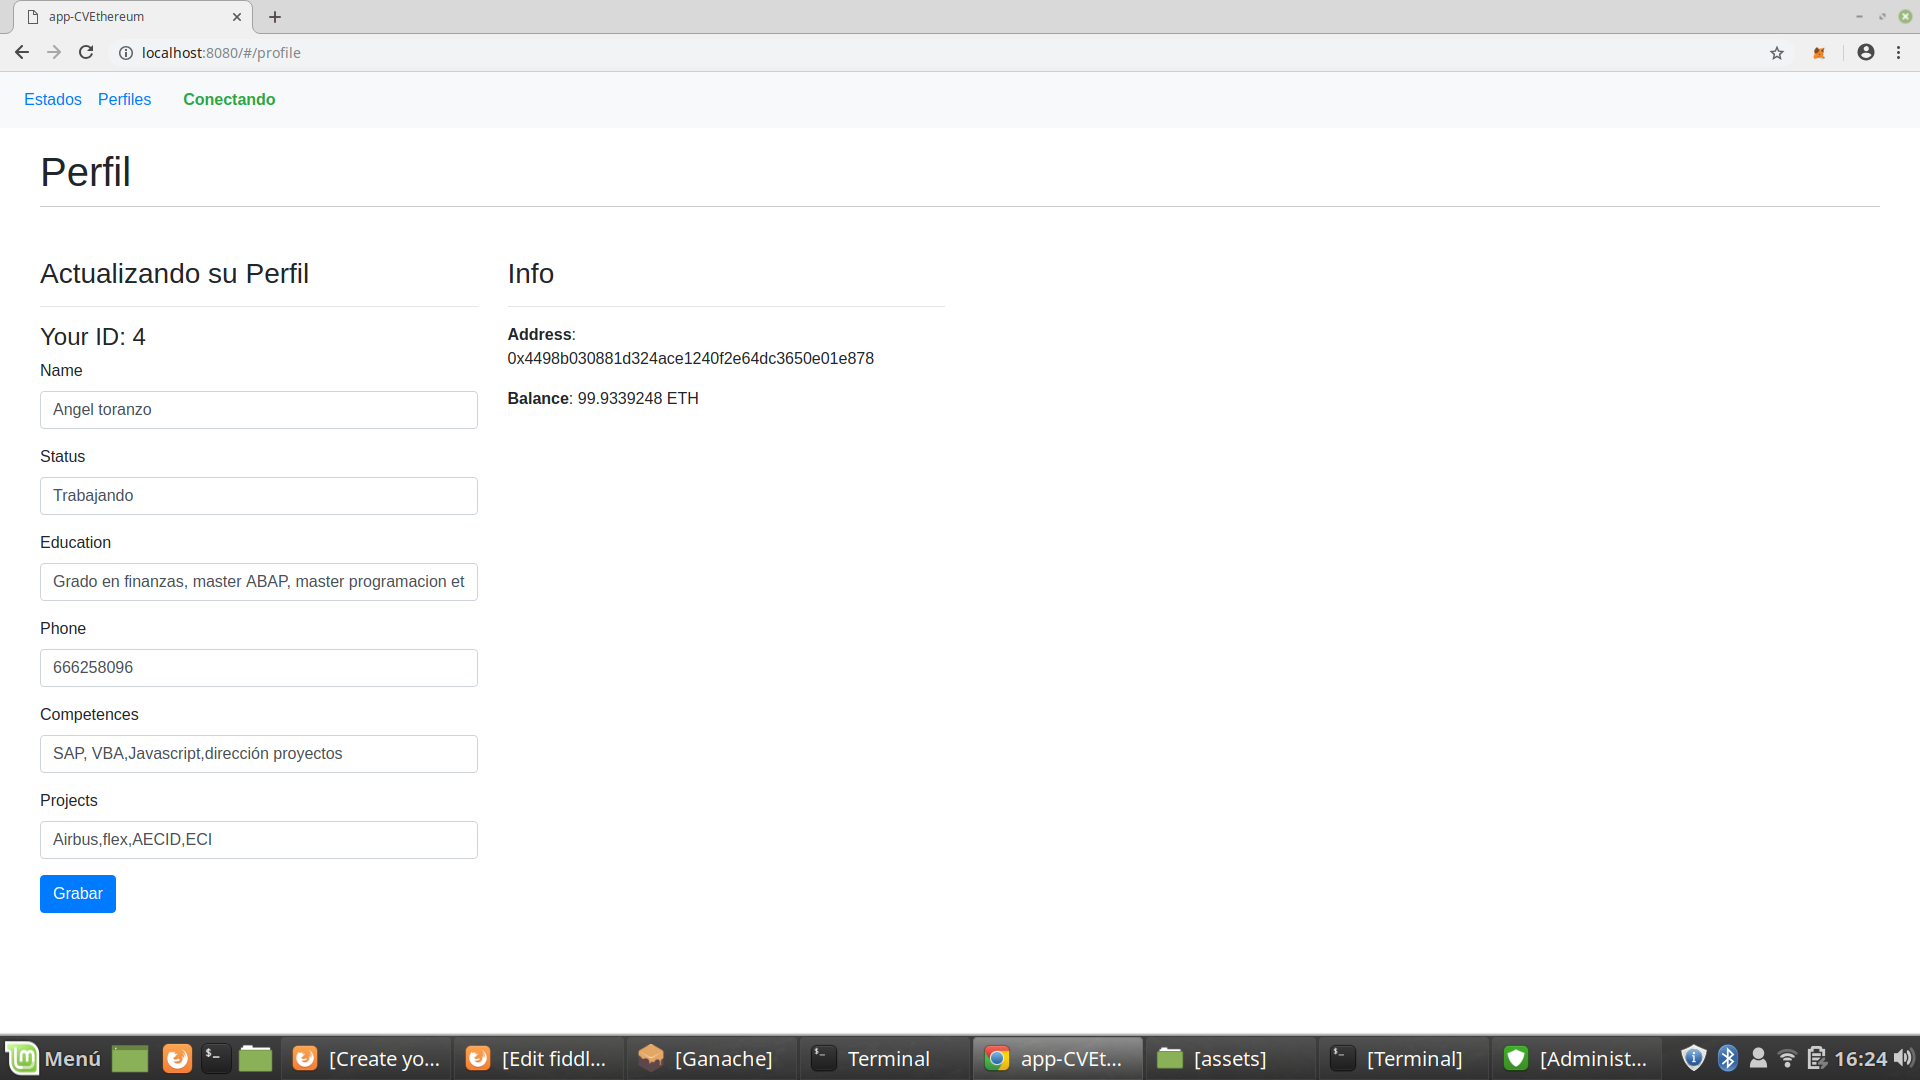 app-CVEthereum
localhost:8080/#/profile
Estados Perfiles Conectando
Perfil
Actualizando su Perfil
Your ID: 4
Name
Angel toranzo
Status
Trabajando
Education
Grado en finanzas, master ABAP, master programacion et
Phone
666258096
Competences
SAP, VBA,Javascript,dirección proyectos
Projects
Airbus,flex,AECID,ECI
Grabar
Info
Address:
0x4498b030881d324ace1240f2e64dc3650e01e878
Balance: 99.9339248 ETH
Menú [Create yo... [Edit fiddl... [Ganache] Terminal app-CVEt... [assets] [Terminal] [Administ... 16:24